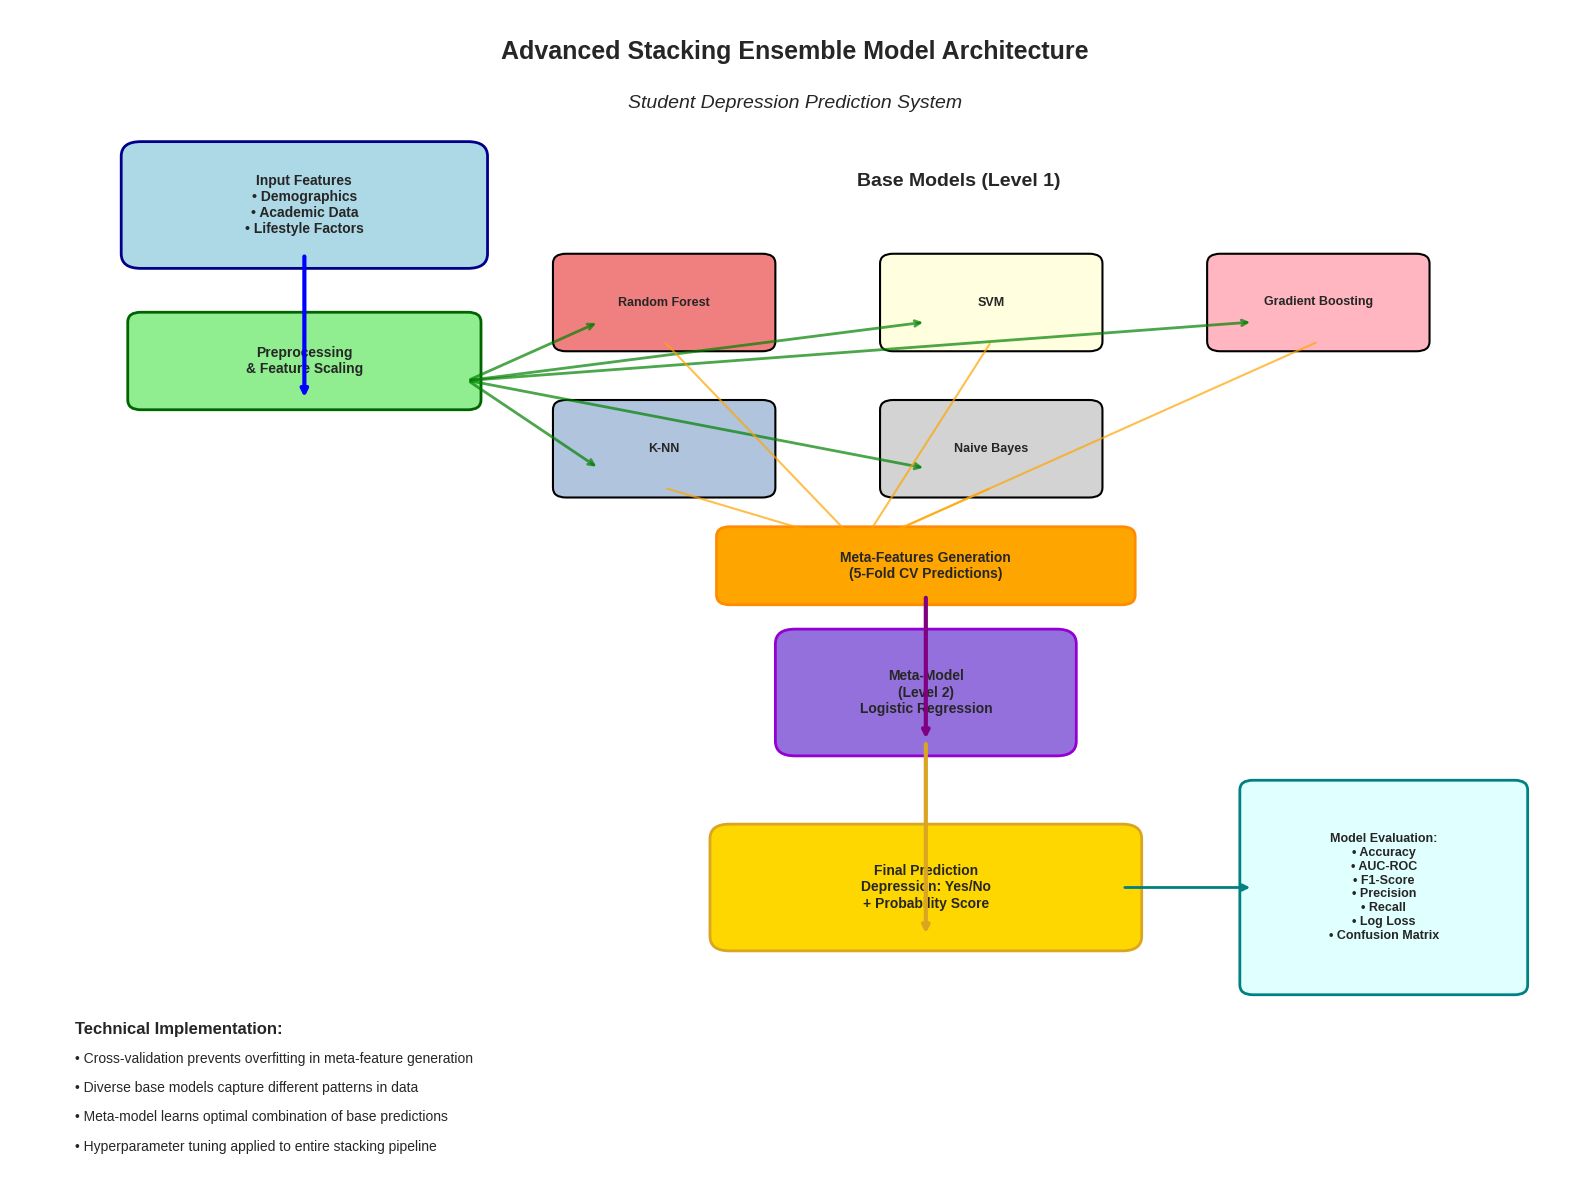 Advanced Stacking Ensemble Model Architecture
Student Depression Prediction System
Input Features
• Demographics
• Academic Data
• Lifestyle Factors
Base Models (Level 1)
Random Forest
SVM
Gradient Boosting
Preprocessing
& Feature Scaling
K-NN
Naive Bayes
Meta-Features Generation
(5-Fold CV Predictions)
Meta-Model
(Level 2)
Logistic Regression
Final Prediction
Depression: Yes/No
+ Probability Score
Model Evaluation:
• Accuracy
• AUC-ROC
• F1-Score
• Precision
• Recall
• Log Loss
• Confusion Matrix
Technical Implementation:
• Cross-validation prevents overfitting in meta-feature generation
• Diverse base models capture different patterns in data
• Meta-model learns optimal combination of base predictions
• Hyperparameter tuning applied to entire stacking pipeline